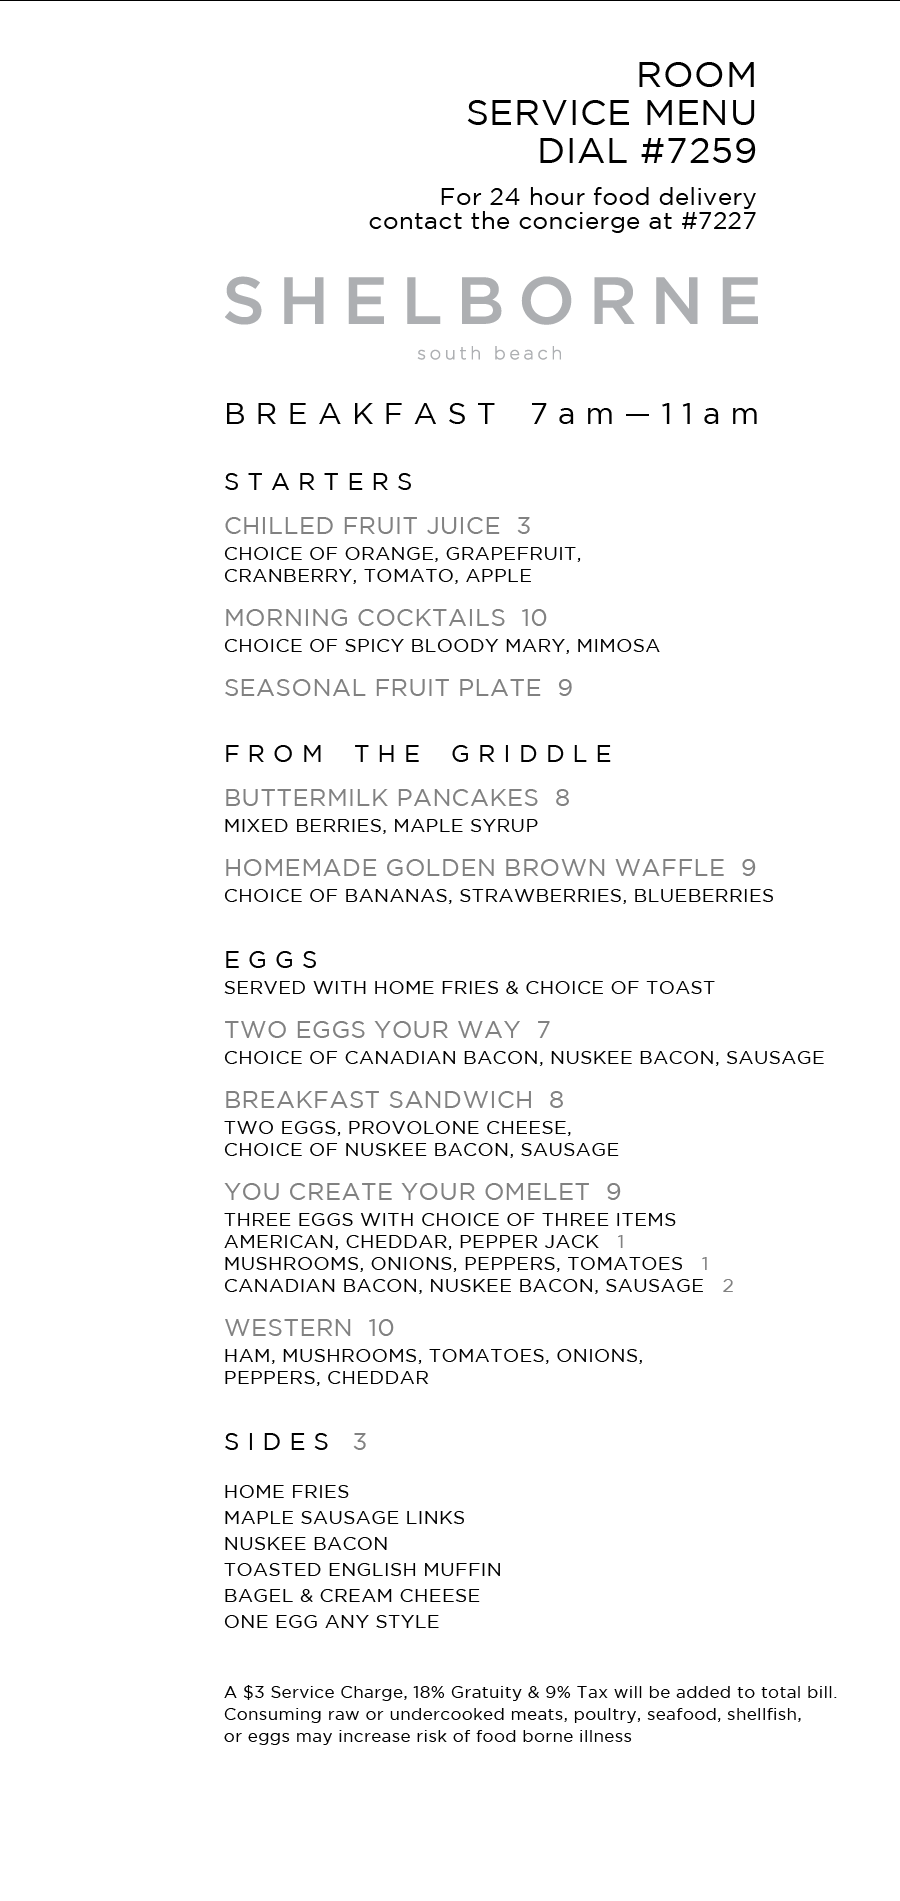 ROOM
SERVICE MENU
DIAL #7259
For 24 hour food delivery
contact the concierge at #7227
SHELBORNE
south beach
BREAKFAST 7am—11am
STARTERS
CHILLED FRUIT JUICE 3
CHOICE OF ORANGE, GRAPEFRUIT,
CRANBERRY, TOMATO, APPLE
MORNING COCKTAILS 10
CHOICE OF SPICY BLOODY MARY, MIMOSA
SEASONAL FRUIT PLATE 9
FROM THE GRIDDLE
BUTTERMILK PANCAKES 8
MIXED BERRIES, MAPLE SYRUP
HOMEMADE GOLDEN BROWN WAFFLE 9
CHOICE OF BANANAS, STRAWBERRIES, BLUEBERRIES
EGGS
SERVED WITH HOME FRIES & CHOICE OF TOAST
TWO EGGS YOUR WAY 7
CHOICE OF CANADIAN BACON, NUSKEE BACON, SAUSAGE
BREAKFAST SANDWICH 8
TWO EGGS, PROVOLONE CHEESE,
CHOICE OF NUSKEE BACON, SAUSAGE
YOU CREATE YOUR OMELET 9
THREE EGGS WITH CHOICE OF THREE ITEMS
AMERICAN, CHEDDAR, PEPPER JACK 1
MUSHROOMS, ONIONS, PEPPERS, TOMATOES 1
CANADIAN BACON, NUSKEE BACON, SAUSAGE 2
WESTERN 10
HAM, MUSHROOMS, TOMATOES, ONIONS,
PEPPERS, CHEDDAR
SIDES 3
HOME FRIES
MAPLE SAUSAGE LINKS
NUSKEE BACON
TOASTED ENGLISH MUFFIN
BAGEL & CREAM CHEESE
ONE EGG ANY STYLE
A $3 Service Charge, 18% Gratuity & 9% Tax will be added to total bill.
Consuming raw or undercooked meats, poultry, seafood, shellfish,
or eggs may increase risk of food borne illness